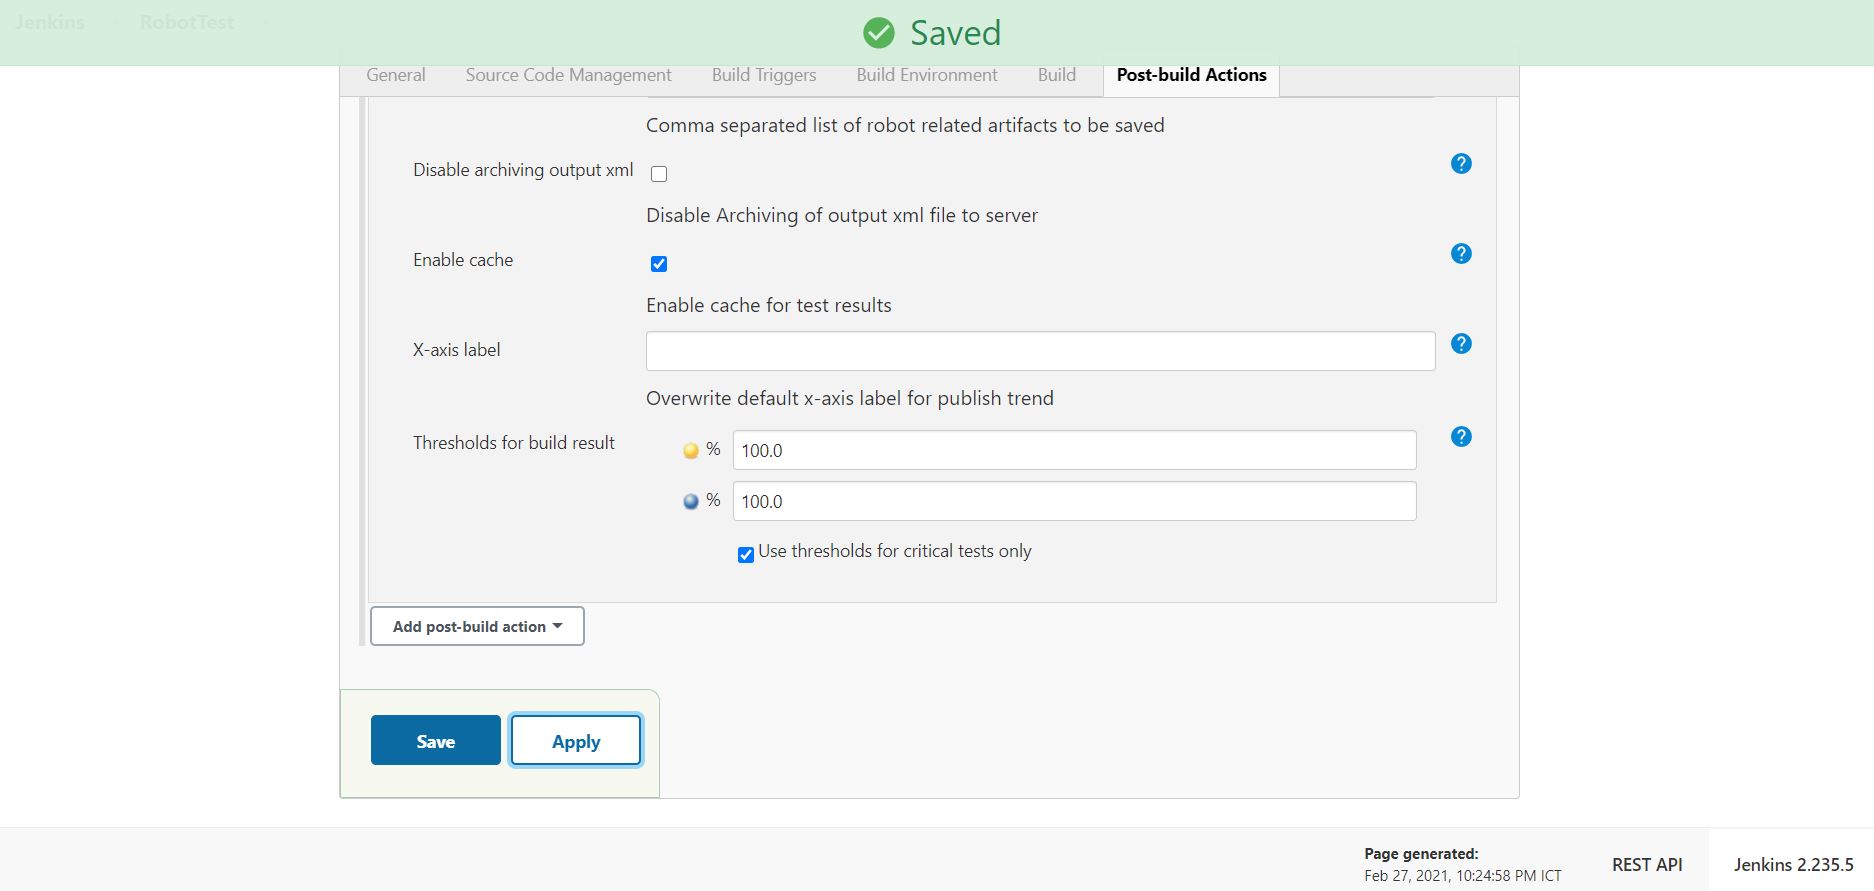 Jenkins RobotTest
Saved
General Source Code Management Build Triggers Build Environment Build Post-build Actions
Comma separated list of robot related artifacts to be saved
Disable archiving output xml
Disable Archiving of output xml file to server
Enable cache
Enable cache for test results
X-axis label
Overwrite default x-axis label for publish trend
Thresholds for build result % 100.0
% 100.0
Use thresholds for critical tests only
Add post-build action
Save Apply
Page generated:
Feb 27, 2021, 10:24:58 PM ICT REST API Jenkins 2.235.5